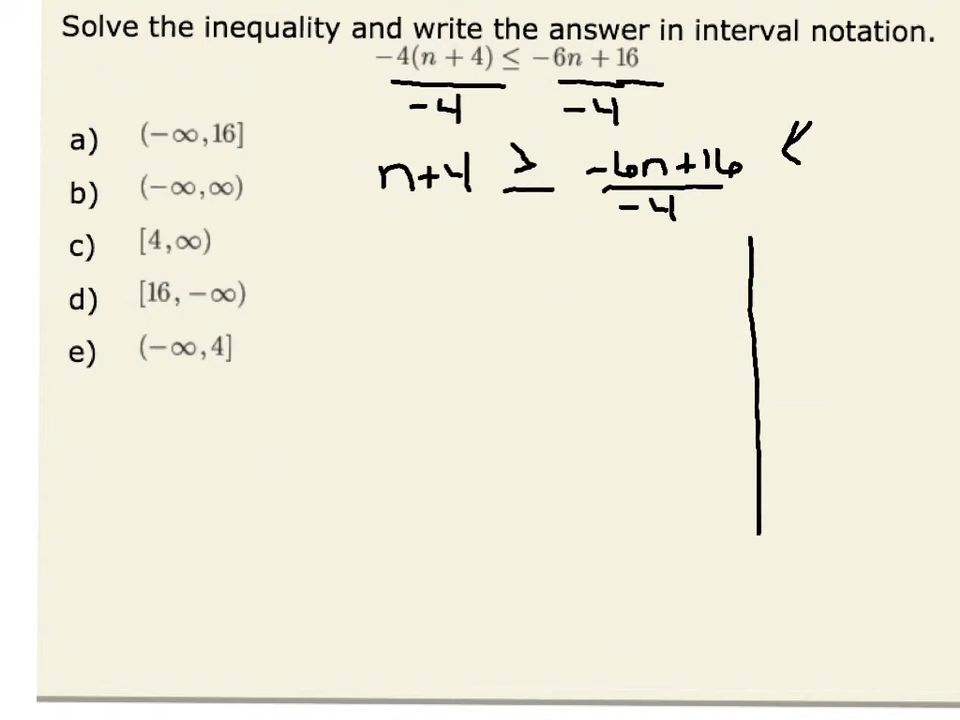 Solve the inequality and write the answer in interval notation.
−4(n + 4) ≤ −6n + 16
−4 −4
n+4 ≥ −6n+16
−4
a) (−∞,16]
b) (−∞,∞)
c) [4,∞)
d) [16, −∞)
e) (−∞,4]